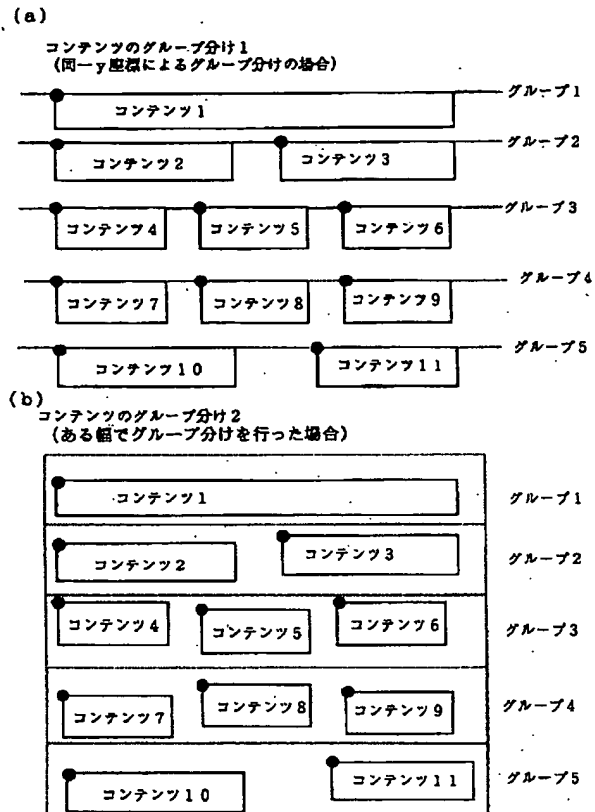 (a)
コンテンツのグループ分け1
(同一y座標によるグループ分けの場合)
コンテンツ1 グループ1
コンテンツ2 コンテンツ3 グループ2
コンテンツ4 コンテンツ5 コンテンツ6 グループ3
コンテンツ7 コンテンツ8 コンテンツ9 グループ4
コンテンツ10 コンテンツ11 グループ5
(b)
コンテンツのグループ分け2
(ある幅でグループ分けを行った場合)
コンテンツ1 グループ1
コンテンツ2 コンテンツ3 グループ2
コンテンツ4 コンテンツ5 コンテンツ6 グループ3
コンテンツ7 コンテンツ8 コンテンツ9 グループ4
コンテンツ10 コンテンツ11 グループ5